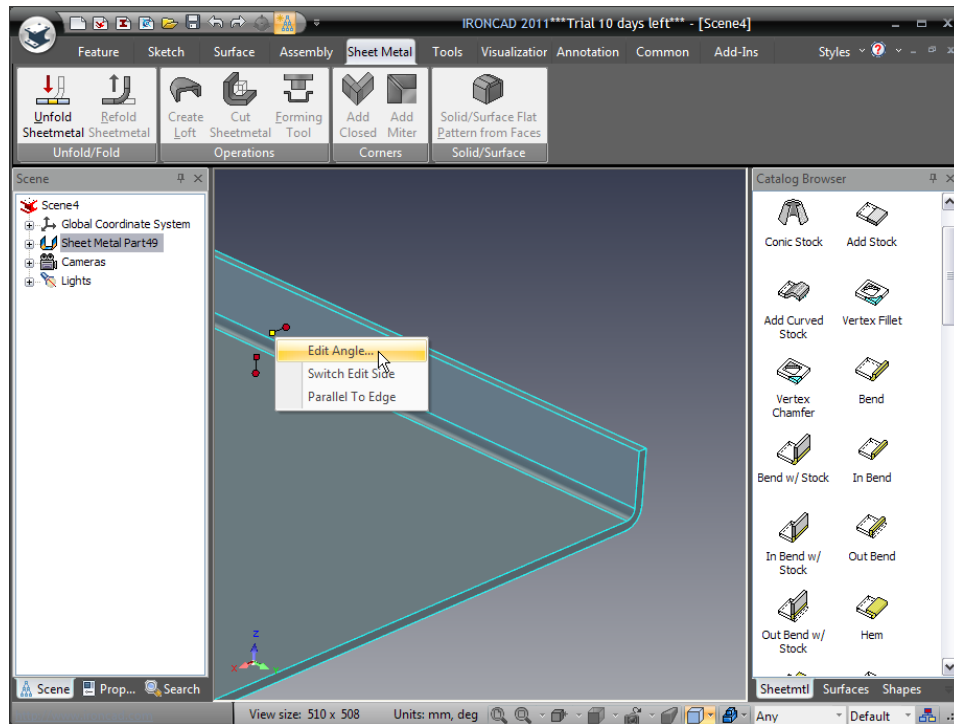 IRONCAD 2011***Trial 10 days left*** - [Scene4]
Feature Sketch Surface Assembly Sheet Metal Tools Visualization Annotation Common Add-Ins Styles
Unfold Sheetmetal
Refold Sheetmetal
Create Loft
Cut Sheetmetal
Forming Tool
Add Closed
Add Miter
Solid/Surface Flat Pattern from Faces
Unfold/Fold Operations Corners Solid/Surface
Scene
Scene4
Global Coordinate System
Sheet Metal Part49
Cameras
Lights
Edit Angle...
Switch Edit Side
Parallel To Edge
z
x
Catalog Browser
Conic Stock
Add Stock
Add Curved Stock
Vertex Fillet
Vertex Chamfer
Bend
Bend w/ Stock
In Bend
In Bend w/ Stock
Out Bend
Out Bend w/ Stock
Hem
Scene Prop... Search
Sheetmtl Surfaces Shapes
View size: 510 x 508 Units: mm, deg Any Default